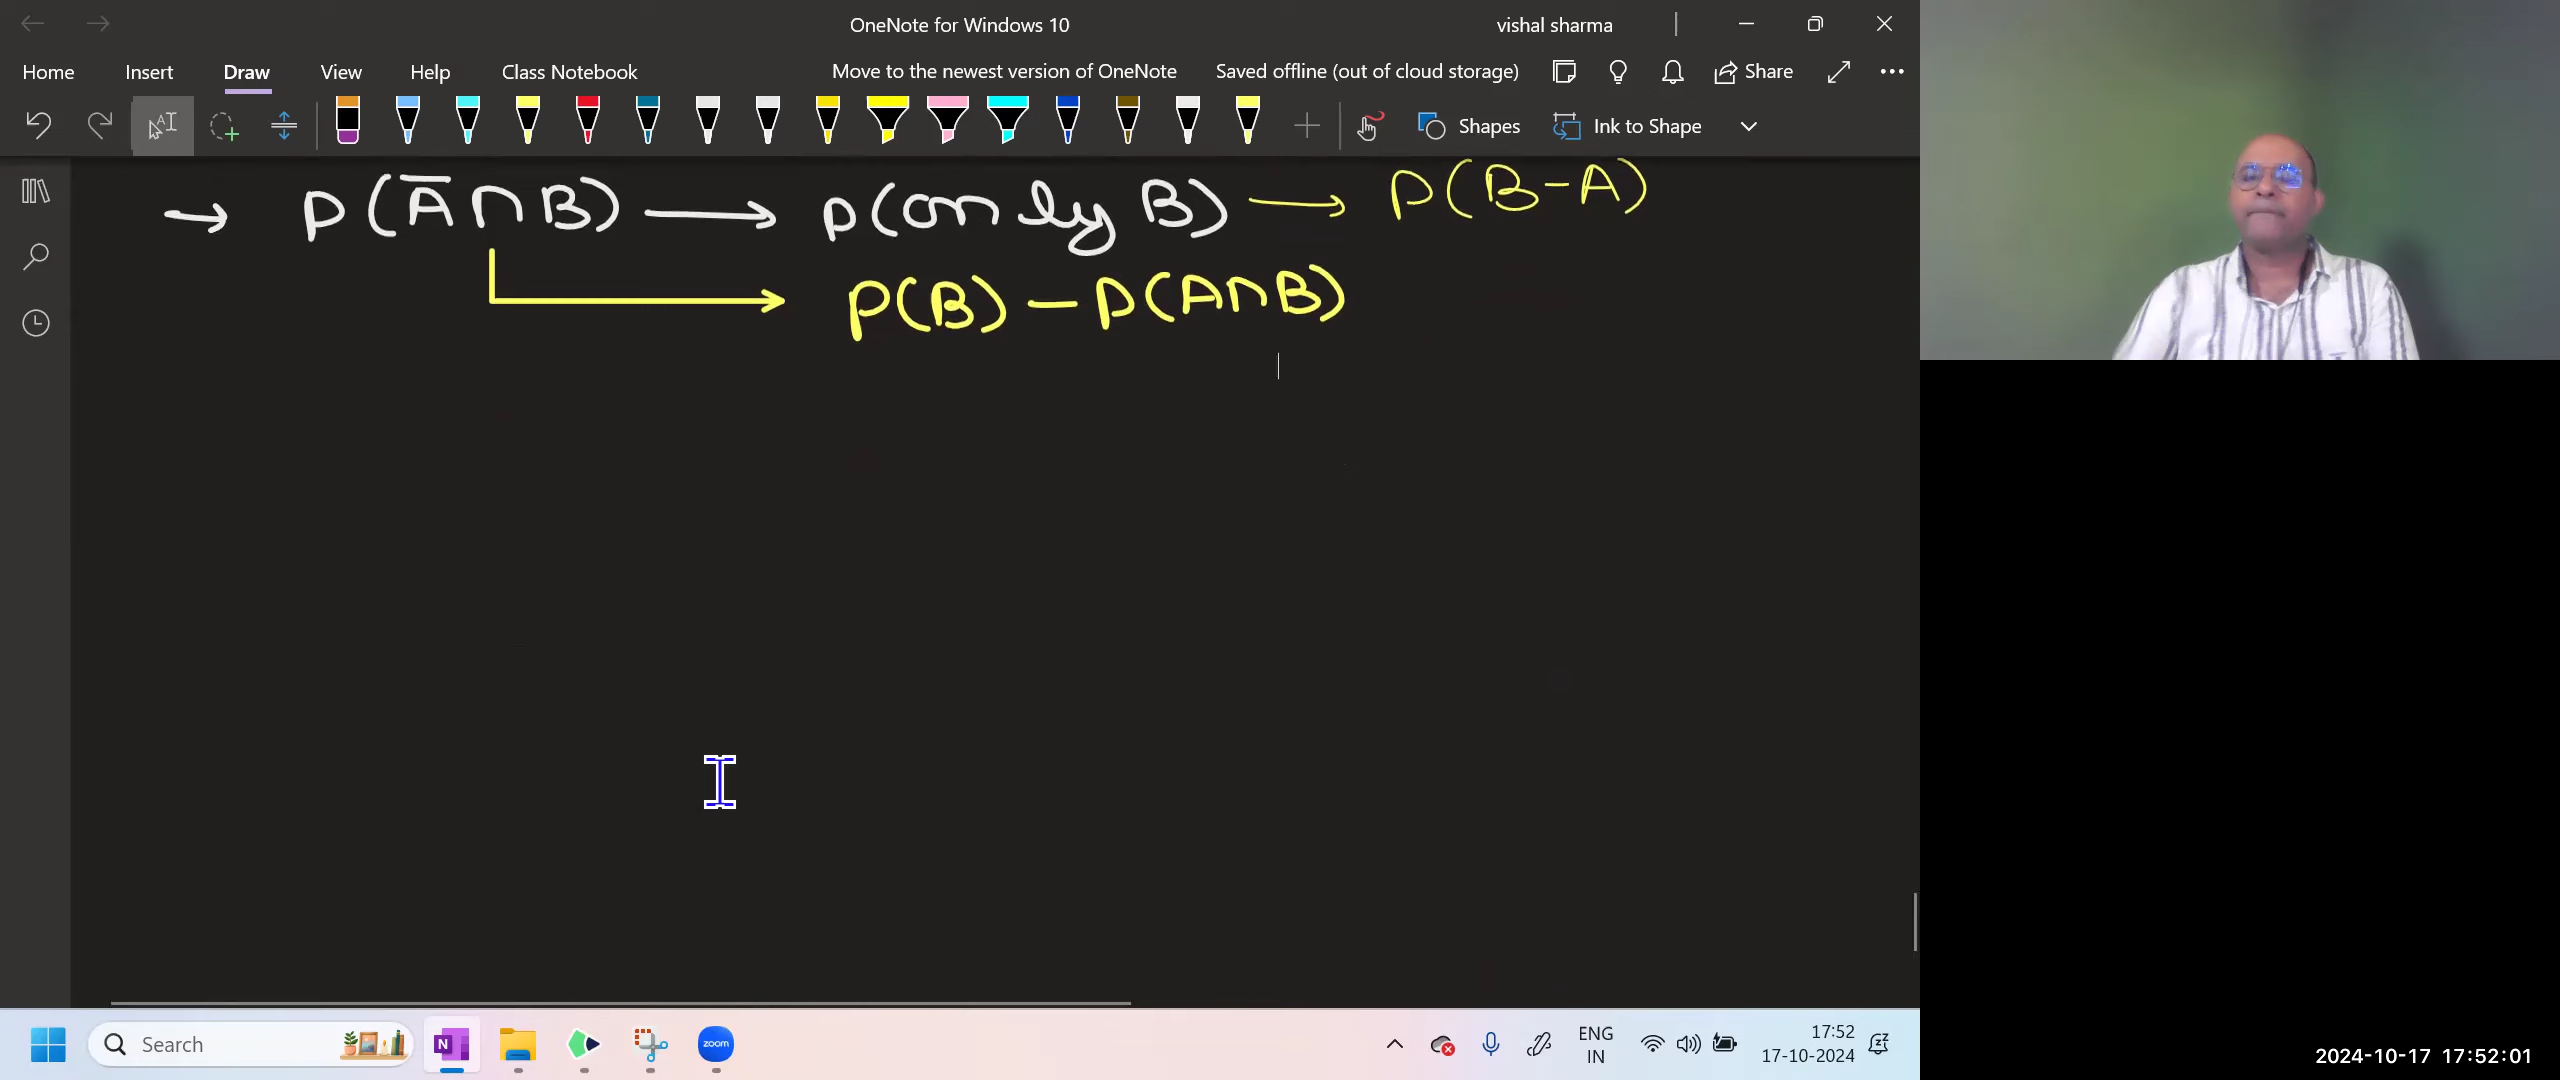 OneNote for Windows 10
vishal sharma
Home Insert Draw View Help Class Notebook
Move to the newest version of OneNote Saved offline (out of cloud storage) Share
Shapes Ink to Shape
→ P(A̅∩B) → P(only B) → P(B-A)
→ P(B) - P(A∩B)
Search
zoom
ENG
IN
17:52
17-10-2024
2024-10-17 17:52:01